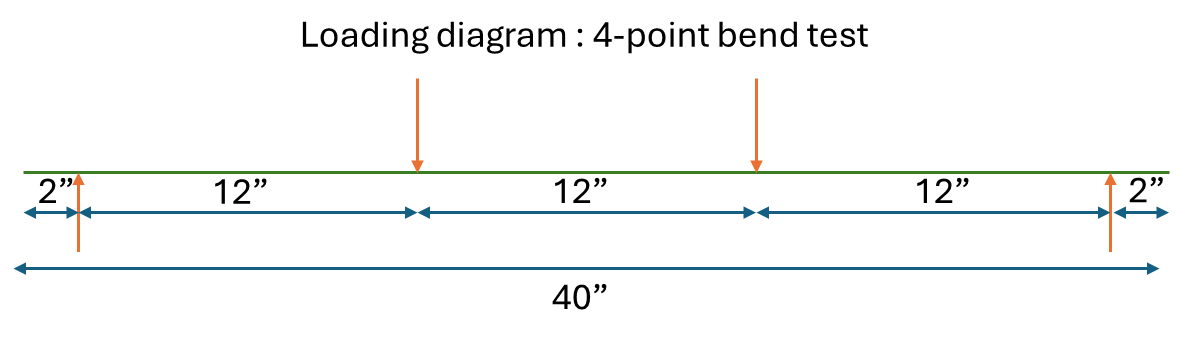 Loading diagram : 4-point bend test
2” 12” 12” 12” 2”
40”